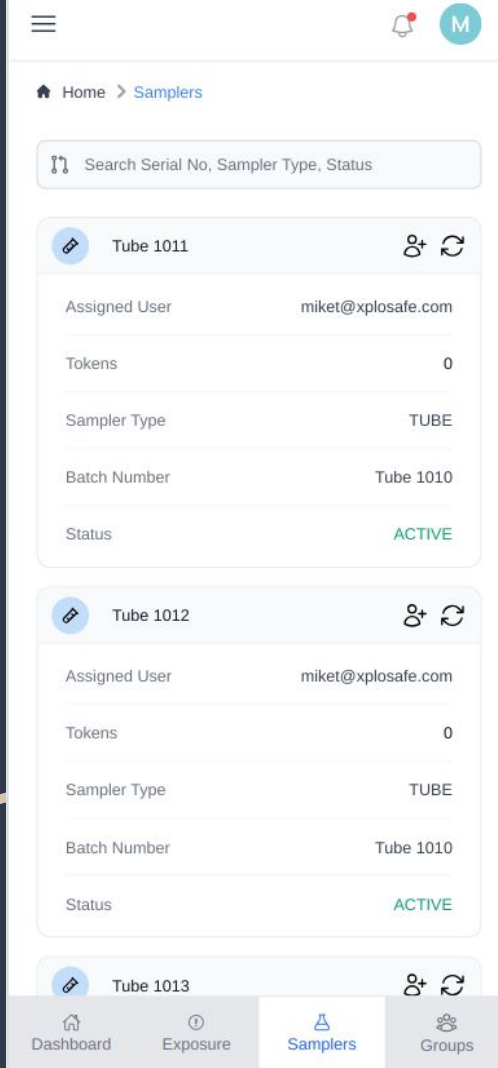 M
Home > Samplers
Search Serial No, Sampler Type, Status
Tube 1011
Assigned User miket@xplosafe.com
Tokens 0
Sampler Type TUBE
Batch Number Tube 1010
Status ACTIVE
Tube 1012
Assigned User miket@xplosafe.com
Tokens 0
Sampler Type TUBE
Batch Number Tube 1010
Status ACTIVE
Tube 1013
Dashboard Exposure Samplers Groups